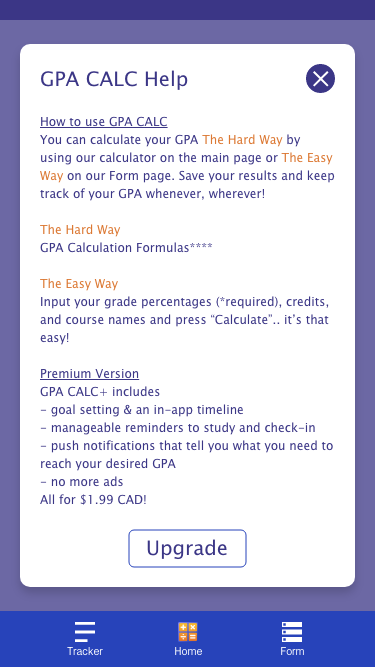 GPA CALC Help
How to use GPA CALC
You can calculate your GPA The Hard Way by
using our calculator on the main page or The Easy
Way on our Form page. Save your results and keep
track of your GPA whenever, wherever!
The Hard Way
GPA Calculation Formulas****
The Easy Way
Input your grade percentages (*required), credits,
and course names and press “Calculate”.. it’s that
easy!
Premium Version
GPA CALC+ includes
- goal setting & an in-app timeline
- manageable reminders to study and check-in
- push notifications that tell you what you need to
reach your desired GPA
- no more ads
All for $1.99 CAD!
Upgrade
Tracker
Home
Form